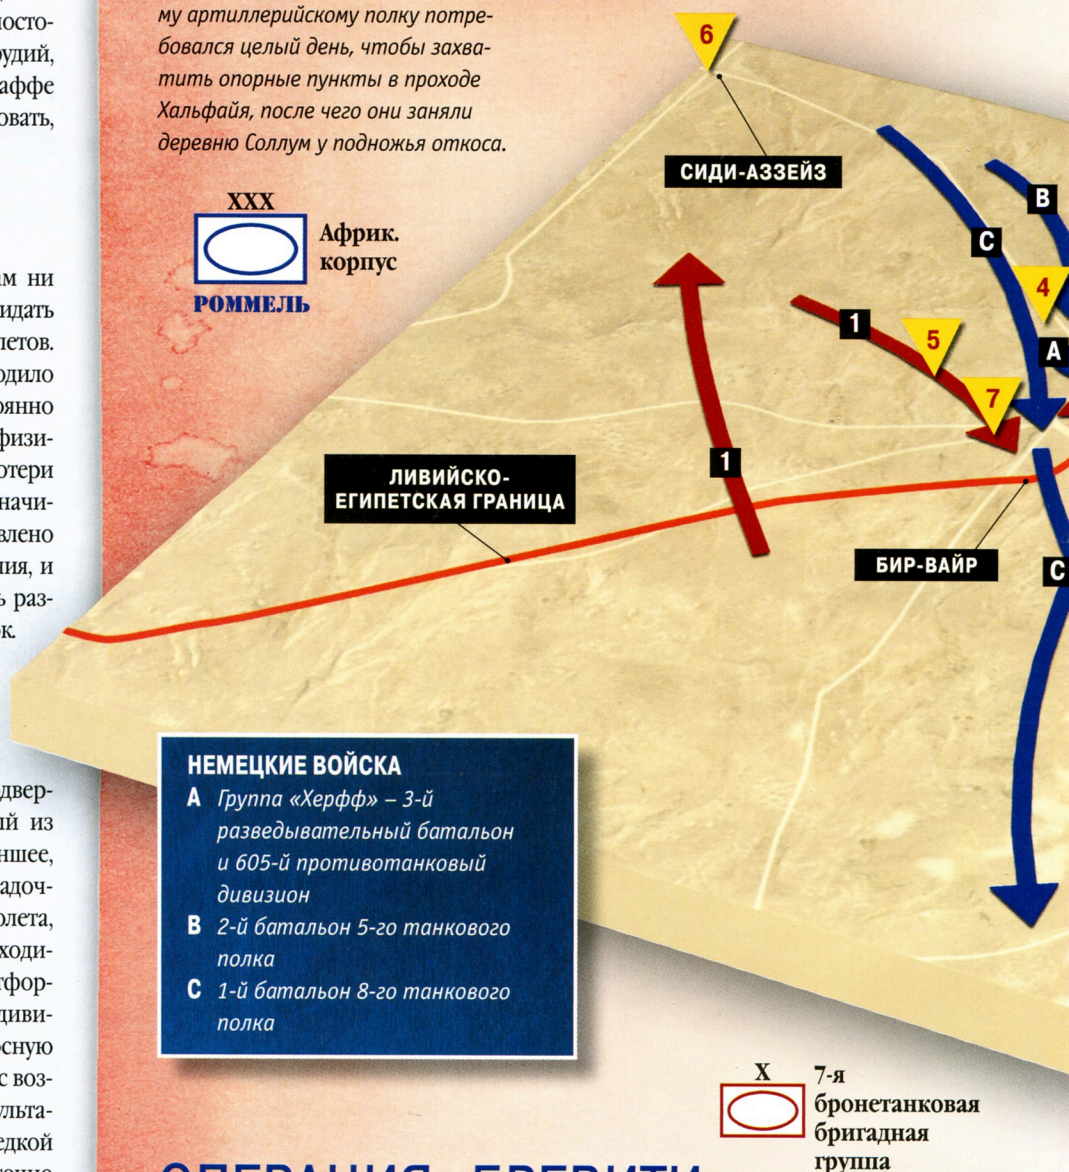 му артиллерийскому полку потре-
бовался целый день, чтобы захва-
тить опорные пункты в проходе
Хальфайя, после чего они заняли
деревню Соллум у подножья откоса.
XXX
Африк.
корпус
РОММЕЛЬ
6
СИДИ-АЗЗЕЙЗ
B
C
4
1
5
A
7
1
ЛИВИЙСКО-
ЕГИПЕТСКАЯ ГРАНИЦА
БИР-ВАЙР
C
НЕМЕЦКИЕ ВОЙСКА
A Группа «Херфф» – 3-й
разведывательный батальон
и 605-й противотанковый
дивизион
B 2-й батальон 5-го танкового
полка
C 1-й батальон 8-го танкового
полка
X
7-я
бронетанковая
бригадная
группа